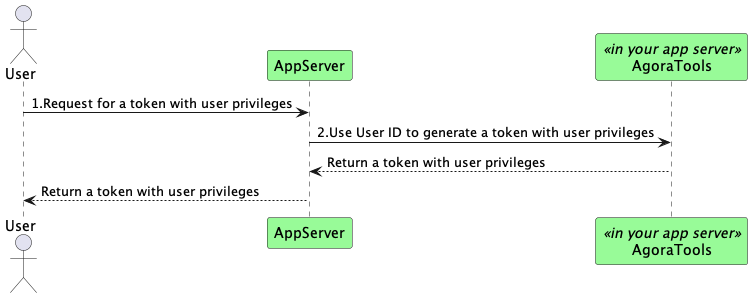 «in your app server»
AgoraTools
AppServer
User
1.Request for a token with user privileges
2.Use User ID to generate a token with user privileges
Return a token with user privileges
Return a token with user privileges
User
AppServer
«in your app server»
AgoraTools